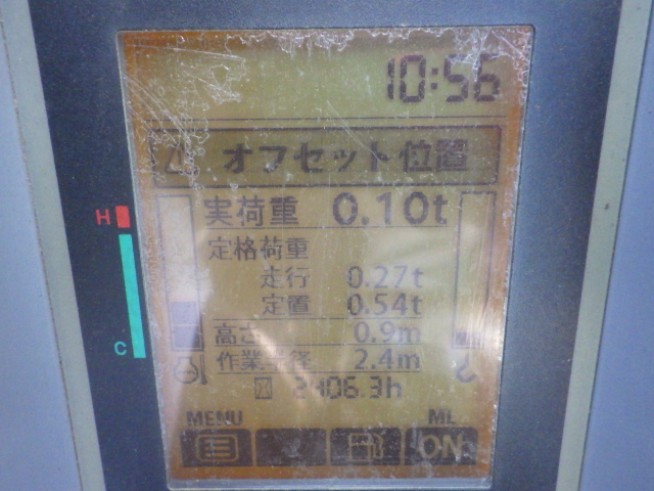 10:56
オフセット位置
H
実荷重 0.10t
定格荷重
走行 0.27t
定置 0.54t
高さ 0.9m
C
作業半径 2.4m
2406.3h
MENU ML
ON